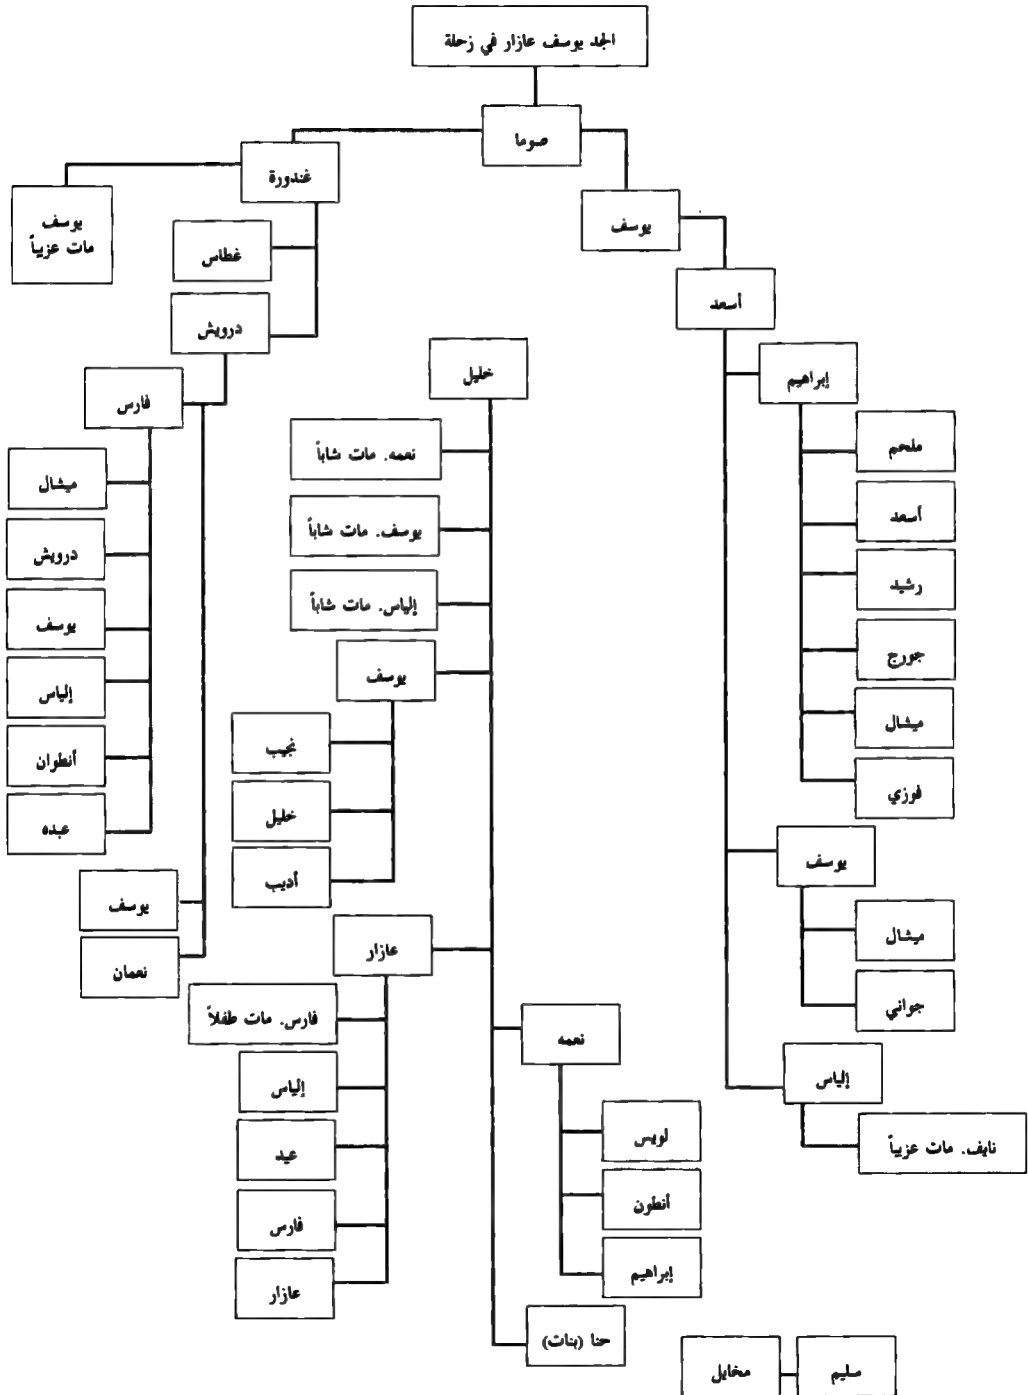 الجد يوسف عازار في زحلة
صوما
يوسف
أسعد
إبراهيم
ملحم
أسعد
رشيد
جورج
ميشال
فوزي
يوسف
ميشال
جواني
إلياس
نايف. مات عزيباً
غندورة
يوسف
مات عزيباً
غطاس
درويش
فارس
ميشال
درويش
يوسف
إلياس
أنطوان
عبده
يوسف
نعمان
خليل
نعمه. مات شاباً
يوسف. مات شاباً
إلياس. مات شاباً
يوسف
نجيب
خليل
أديب
عازار
فارس. مات طفلاً
إلياس
عيد
فارس
عازار
نعمه
لويس
أنطون
إبراهيم
حنا (بنات)
سليم
مخايل